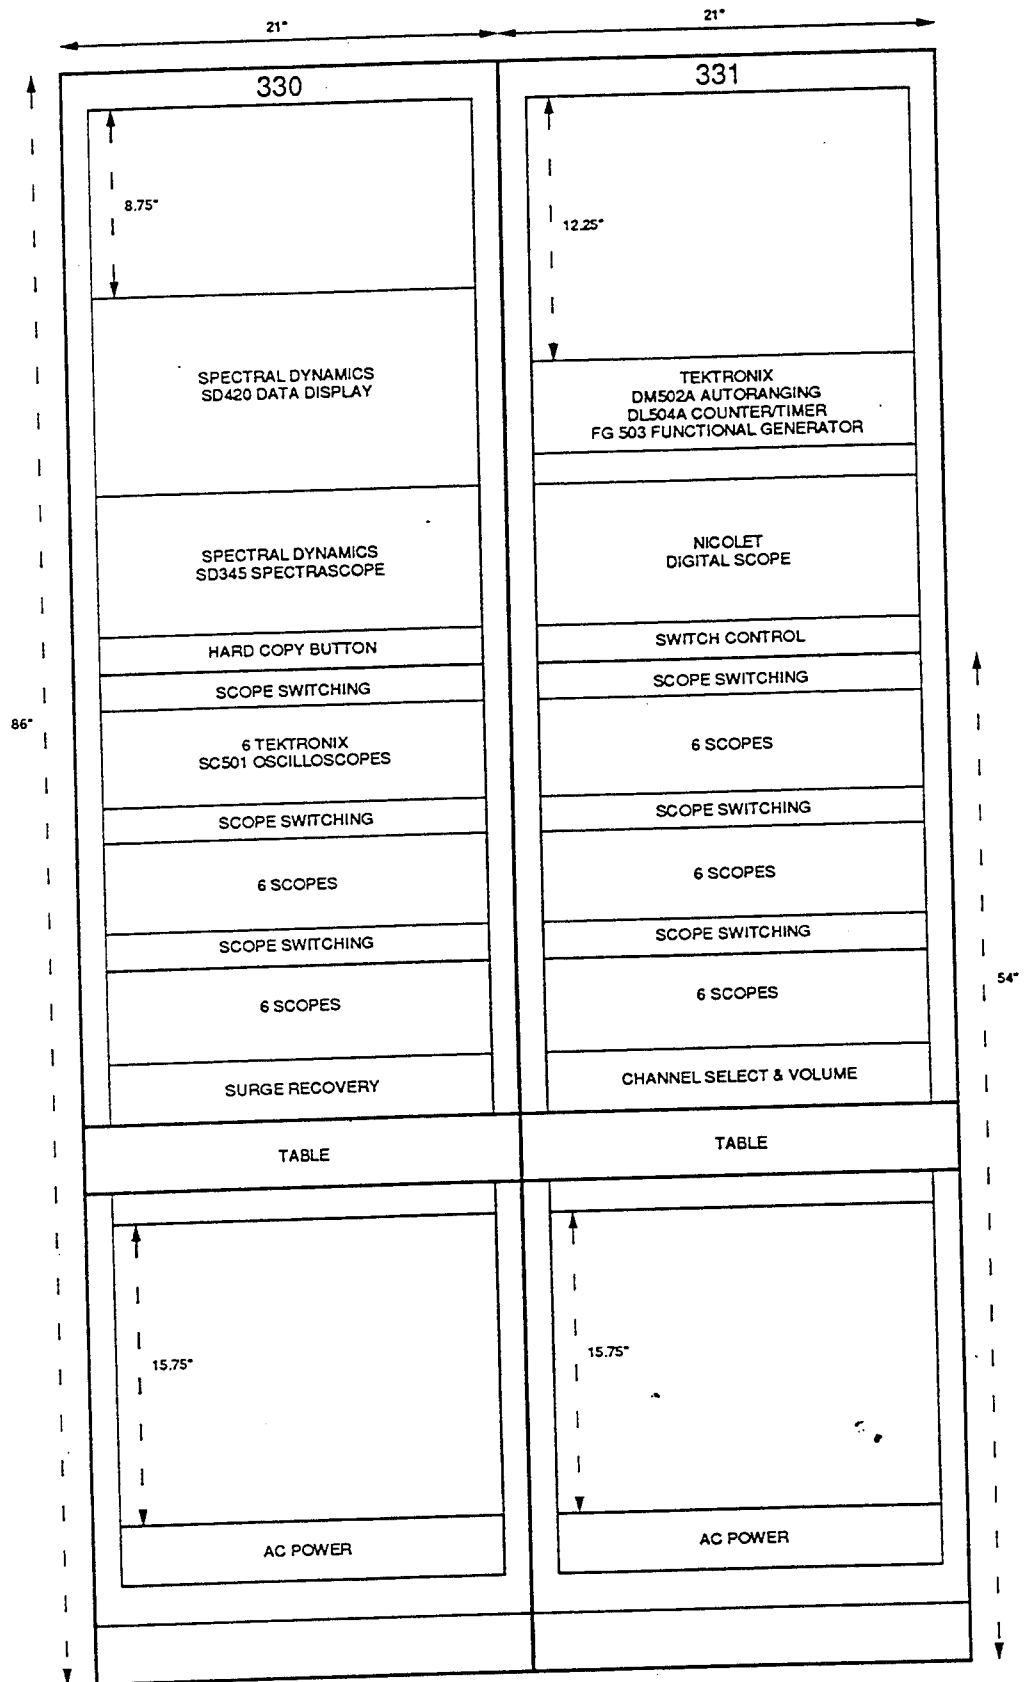 21"
21"
330
8.75"
SPECTRAL DYNAMICS
SD420 DATA DISPLAY
SPECTRAL DYNAMICS
SD345 SPECTRASCOPE
HARD COPY BUTTON
SCOPE SWITCHING
6 TEKTRONIX
SC501 OSCILLOSCOPES
SCOPE SWITCHING
6 SCOPES
SCOPE SWITCHING
6 SCOPES
SURGE RECOVERY
TABLE
15.75"
AC POWER
86"
331
12.25"
TEKTRONIX
DM502A AUTORANGING
DL504A COUNTER/TIMER
FG 503 FUNCTIONAL GENERATOR
NICOLET
DIGITAL SCOPE
SWITCH CONTROL
SCOPE SWITCHING
6 SCOPES
SCOPE SWITCHING
6 SCOPES
SCOPE SWITCHING
6 SCOPES
CHANNEL SELECT & VOLUME
TABLE
15.75"
AC POWER
54"